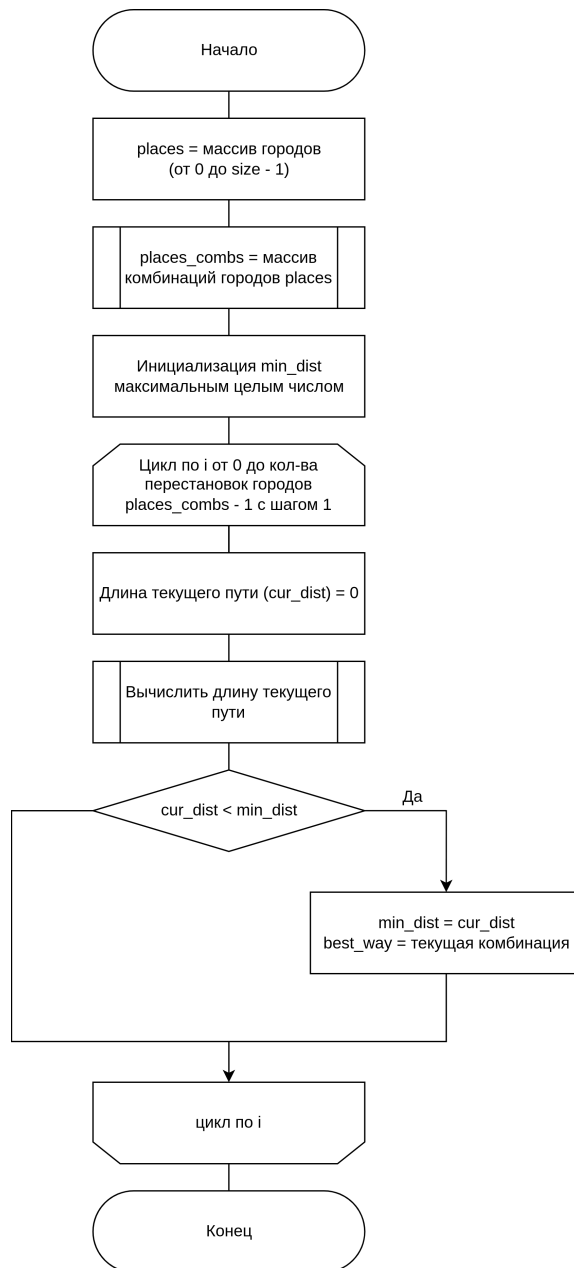 Начало
places = массив городов
(от 0 до size - 1)
places_combs = массив
комбинаций городов places
Инициализация min_dist
максимальным целым числом
Цикл по i от 0 до кол-ва
перестановок городов
places_combs - 1 с шагом 1
Длина текущего пути (cur_dist) = 0
Вычислить длину текущего
пути
cur_dist < min_dist
Да
min_dist = cur_dist
best_way = текущая комбинация
цикл по i
Конец